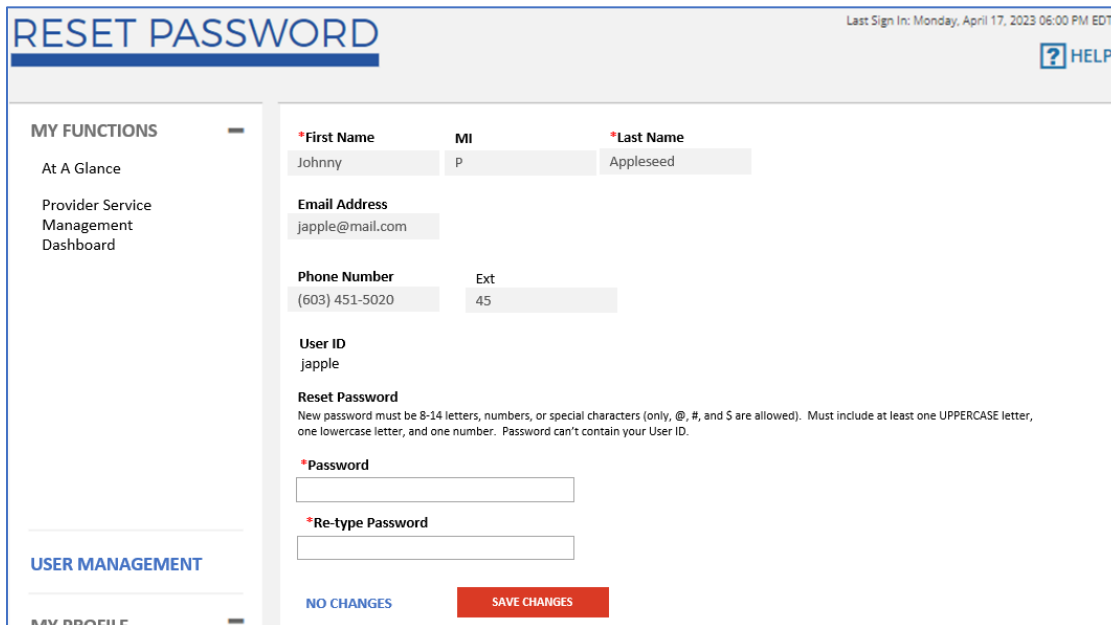 RESET PASSWORD
Last Sign In: Monday, April 17, 2023 06:00 PM EDT
? HELP
MY FUNCTIONS
At A Glance
Provider Service
Management
Dashboard
USER MANAGEMENT
MY PROFILE
*First Name MI *Last Name
Johnny P Appleseed
Email Address
japple@mail.com
Phone Number Ext
(603) 451-5020 45
User ID
japple
Reset Password
New password must be 8-14 letters, numbers, or special characters (only, @, #, and $ are allowed). Must include at least one UPPERCASE letter,
one lowercase letter, and one number. Password can't contain your User ID.
*Password
*Re-type Password
NO CHANGES SAVE CHANGES